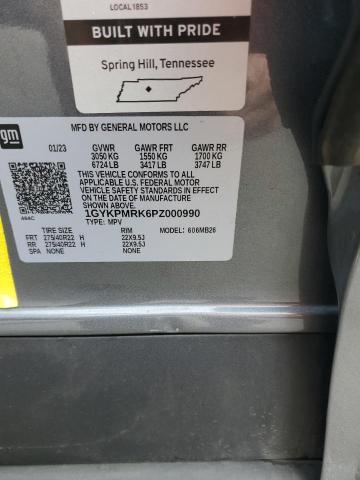 LOCAL 1853
BUILT WITH PRIDE
Spring Hill, Tennessee
gm
MFD BY GENERAL MOTORS LLC
01/23 GVWR GAWR FRT GAWR RR
3050 KG 1550 KG 1700 KG
6724 LB 3417 LB 3747 LB
THIS VEHICLE CONFORMS TO ALL
APPLICABLE U.S. FEDERAL MOTOR
VEHICLE SAFETY STANDARDS IN
EFFECT ON THE DATE OF
MANUFACTURE SHOWN ABOVE.
1GYKPMRK6PZ000990
TYPE: MPV
TIRE SIZE RIM MODEL: 6O6MB26
FRT 275/40R22 H 22X9.5J
RR 275/40R22 H 22X9.5J
SPA NONE NONE